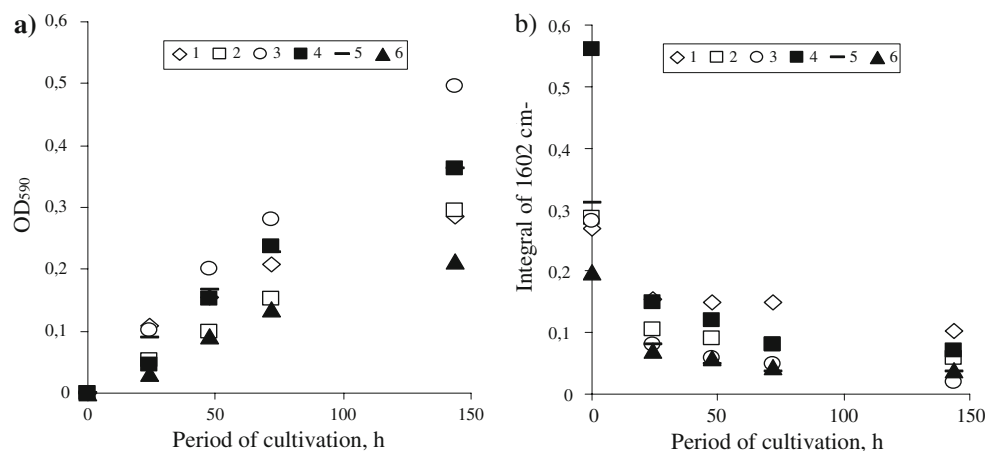 a)
0,6
1 2 3 4 5 6
0,5
0,4
0,3
0,2
0,1
0
OD590
0 50 100 150
Period of cultivation, h
b)
0,6
1 2 3 4 5 6
0,5
0,4
0,3
0,2
0,1
0
Integral of 1602 cm-
0 50 100 150
Period of cultivation, h